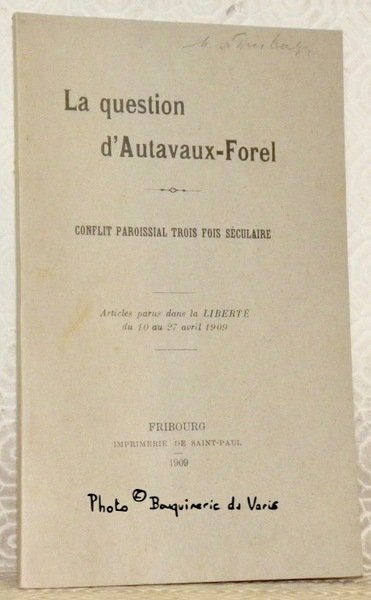 La question
d'Autavaux-Forel
CONFLIT PAROISSIAL TROIS FOIS SÉCULAIRE
Articles parus dans la LIBERTÉ
du 10 au 27 avril 1909
FRIBOURG
IMPRIMERIE DE SAINT-PAUL
1909
Photo © Bouquinerie du Varis